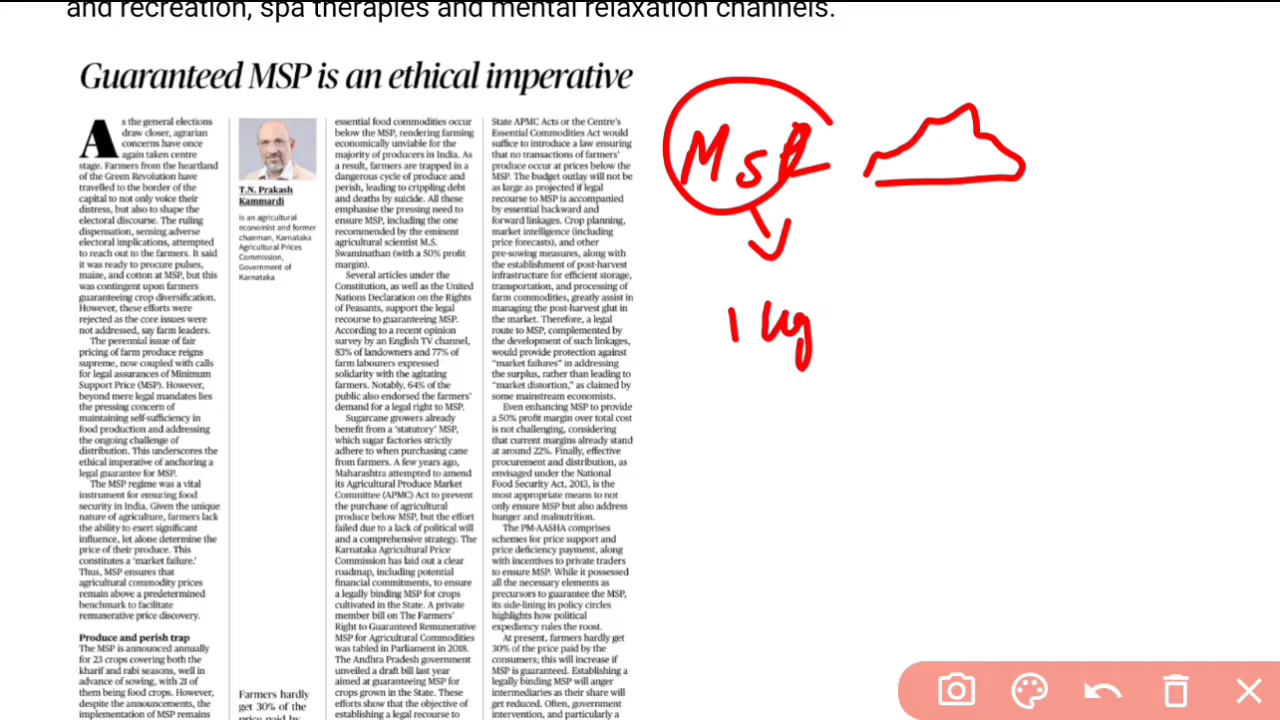 and recreation, spa therapies and mental relaxation channels.
Guaranteed MSP is an ethical imperative
As the general elections
draw closer, agrarian
concerns have once
again taken centre
stage. Farmers from the heartland
of the Green Revolution have
travelled to the border of the
capital to not only voice their
distress, but also to shape the
electoral discourse. The ruling
dispensation, sensing adverse
electoral implications, attempted
to reach out to the farmers. It said
it was ready to procure pulses,
maize, and cotton at MSP, but this
was contingent upon farmers
guaranteeing crop diversification.
However, these efforts were
rejected as the core issues were
not addressed, say farm leaders.
The perennial issue of fair
pricing of farm produce reigns
supreme, now coupled with calls
for legal assurances of Minimum
Support Price (MSP). However,
beyond mere legal mandates lies
the pressing concern of
maintaining self-sufficiency in
food production and addressing
the ongoing challenge of
distribution. This underscores the
ethical imperative of anchoring a
legal guarantee for MSP.
The MSP regime was a vital
instrument for ensuring food
security in India. Given the unique
nature of agriculture, farmers lack
the ability to exert significant
influence, let alone determine the
price of their produce. This
constitutes a 'market failure.'
Thus, MSP ensures that
agricultural commodity prices
remain above a predetermined
benchmark to facilitate
remunerative price discovery.
Produce and perish trap
The MSP is announced annually
for 23 crops covering both the
kharif and rabi seasons, well in
advance of sowing, with 21 of
them being food crops. However,
despite the announcements, the
implementation of MSP remains
T.N. Prakash
Kammardi
is an agricultural
economist and former
chairman, Karnataka
Agricultural Prices
Commission,
Government of
Karnataka
Farmers hardly
get 30% of the
price paid by
essential food commodities occur
below the MSP, rendering farming
economically unviable for the
majority of producers in India. As
a result, farmers are trapped in a
dangerous cycle of produce and
perish, leading to crippling debt
and deaths by suicide. All these
emphasise the pressing need to
ensure MSP, including the one
recommended by the eminent
agricultural scientist M.S.
Swaminathan (with a 50% profit
margin).
Several articles under the
Constitution, as well as the United
Nations Declaration on the Rights
of Peasants, support the legal
recourse to guaranteeing MSP.
According to a recent opinion
survey by an English TV channel,
83% of landowners and 77% of
farm labourers expressed
solidarity with the agitating
farmers. Notably, 64% of the
public also endorsed the farmers'
demand for a legal right to MSP.
Sugarcane growers already
benefit from a 'statutory' MSP,
which sugar factories strictly
adhere to when purchasing cane
from farmers. A few years ago,
Maharashtra attempted to amend
its Agricultural Produce Market
Committee (APMC) Act to prevent
the purchase of agricultural
produce below MSP, but the effort
failed due to a lack of political will
and a comprehensive strategy. The
Karnataka Agricultural Price
Commission has laid out a clear
roadmap, including potential
financial commitments, to ensure
a legally binding MSP for crops
cultivated in the State. A private
member bill on The Farmers'
Right to Guaranteed Remunerative
MSP for Agricultural Commodities
was tabled in Parliament in 2018.
The Andhra Pradesh government
unveiled a draft bill last year
aimed at guaranteeing MSP for
crops grown in the State. These
efforts show that the objective of
establishing a legal recourse to
State APMC Acts or the Centre's
Essential Commodities Act would
suffice to introduce a law ensuring
that no transactions of farmers'
produce occur at prices below the
MSP. The budget outlay will not be
as large as projected if legal
recourse to MSP is accompanied
by essential backward and
forward linkages. Crop planning,
market intelligence (including
price forecasts), and other
pre-sowing measures, along with
the establishment of post-harvest
infrastructure for efficient storage,
transportation, and processing of
farm commodities, greatly assist in
managing the post-harvest glut in
the market. Therefore, a legal
route to MSP, complemented by
the development of such linkages,
would provide protection against
"market failures" in addressing
the surplus, rather than leading to
"market distortion," as claimed by
some mainstream economists.
Even enhancing MSP to provide
a 50% profit margin over total cost
is not challenging, considering
that current margins already stand
at around 22%. Finally, effective
procurement and distribution, as
envisaged under the National
Food Security Act, 2013, is the
most appropriate means to not
only ensure MSP but also address
hunger and malnutrition.
The PM-AASHA comprises
schemes for price support and
price deficiency payment, along
with incentives to private traders
to ensure MSP. While it possessed
all the necessary elements as
precursors to guarantee the MSP,
its side-lining in policy circles
highlights how political
expediency rules the roost.
At present, farmers hardly get
30% of the price paid by the
consumers; this will increase if
MSP is guaranteed. Establishing a
legally binding MSP will anger
intermediaries as their share will
get reduced. Often, government
intervention, and particularly a
MSP
1 kg